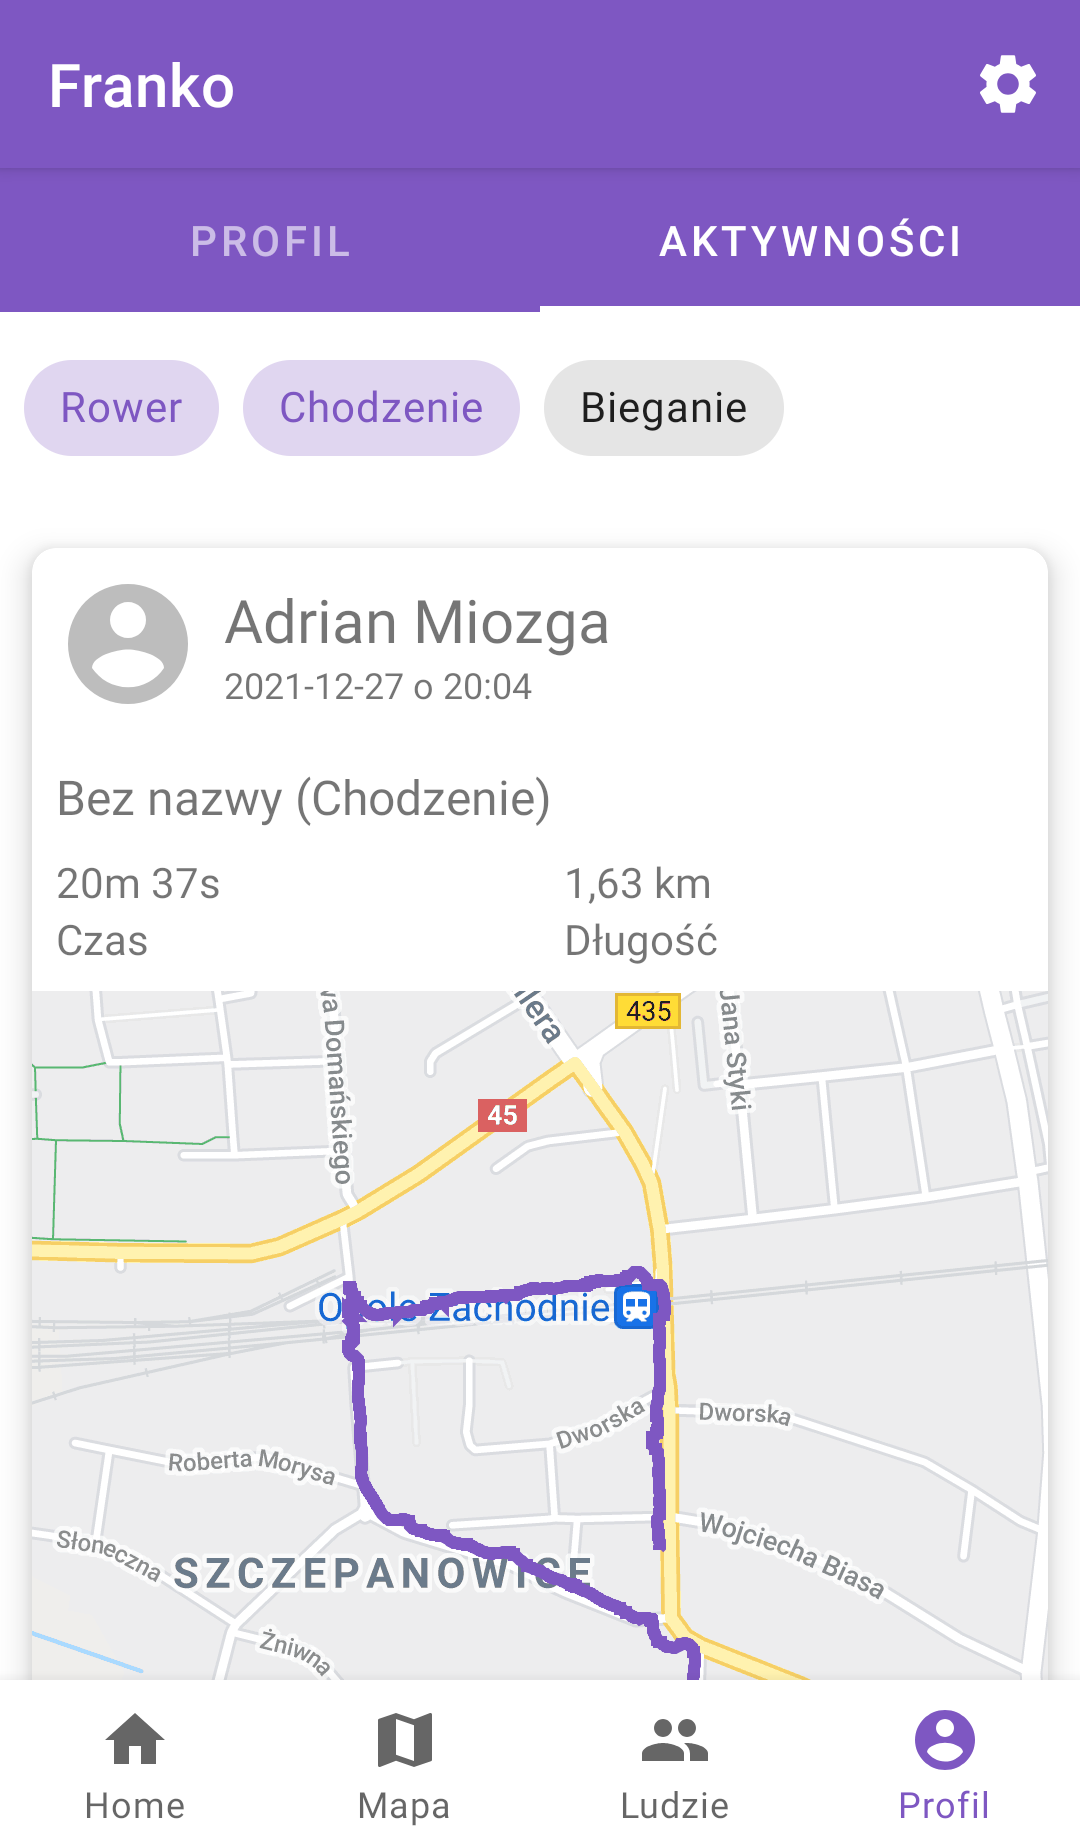 Franko
PROFIL
AKTYWNOŚCI
Rower
Chodzenie
Bieganie
Adrian Miozga
2021-12-27 o 20:04
Bez nazwy (Chodzenie)
20m 37s
1,63 km
Czas
Długość
435
Domańskiego
Jana Styki
45
Opole Zachodnie
Dworska
Dworska
Roberta Morysa
Wojciecha Biasa
Słoneczna
SZCZEPANOWICE
Żniwna
Home
Mapa
Ludzie
Profil